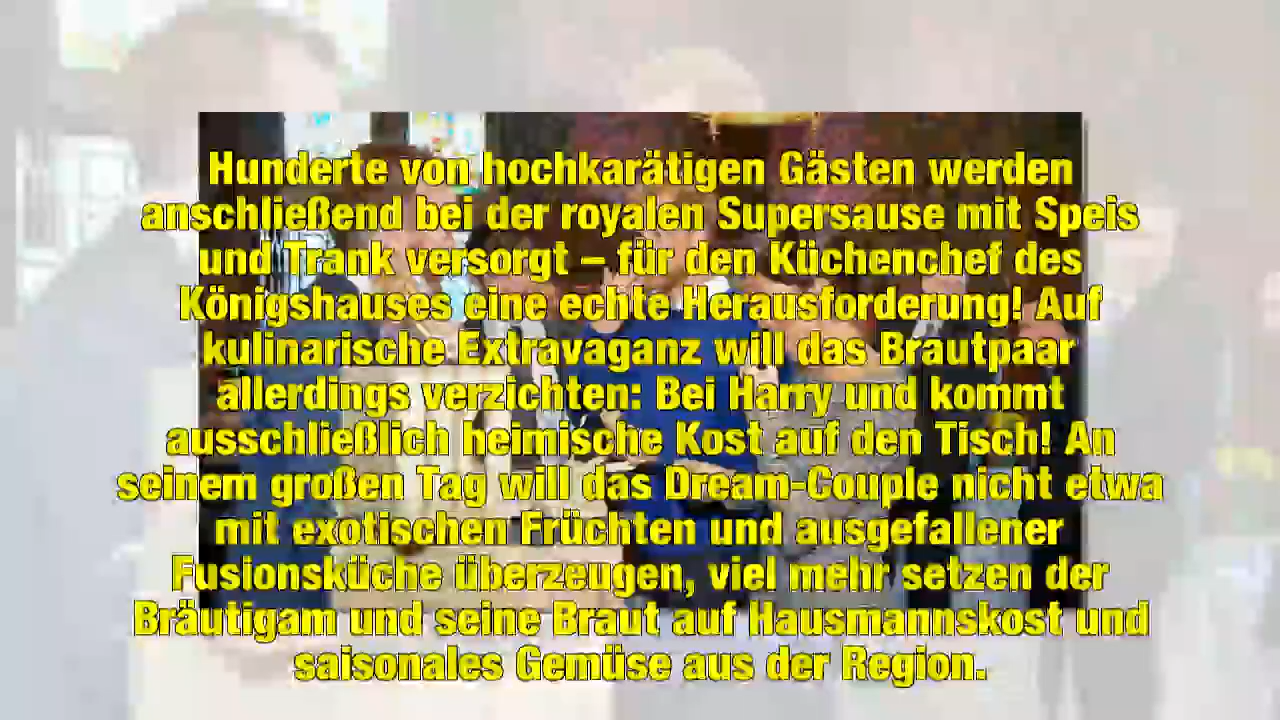 Hunderte von hochkarätigen Gästen werden
anschließend bei der royalen Supersause mit Speis
und Trank versorgt – für den Küchenchef des
Königshauses eine echte Herausforderung! Auf
kulinarische Extravaganz will das Brautpaar
allerdings verzichten: Bei Harry und kommt
ausschließlich heimische Kost auf den Tisch! An
seinem großen Tag will das Dream-Couple nicht etwa
mit exotischen Früchten und ausgefallener
Fusionsküche überzeugen, viel mehr setzen der
Bräutigam und seine Braut auf Hausmannskost und
saisonales Gemüse aus der Region.